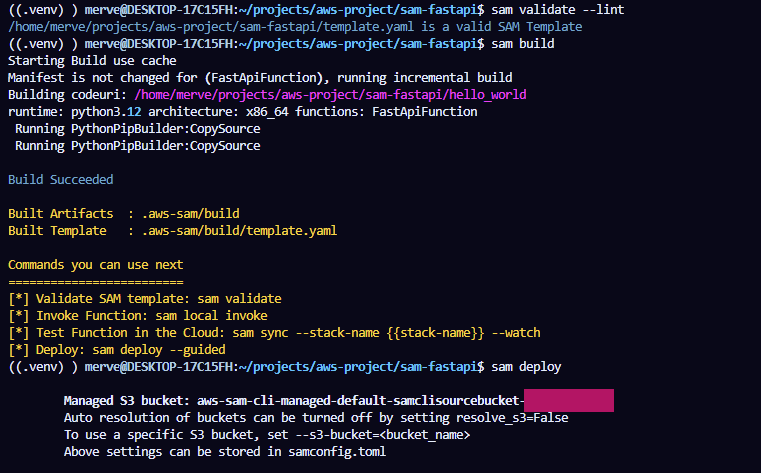 ((.venv) ) merve@DESKTOP-17C15FH:~/projects/aws-project/sam-fastapi$ sam validate --lint
/home/merve/projects/aws-project/sam-fastapi/template.yaml is a valid SAM Template
((.venv) ) merve@DESKTOP-17C15FH:~/projects/aws-project/sam-fastapi$ sam build
Starting Build use cache
Manifest is not changed for (FastApiFunction), running incremental build
Building codeuri: /home/merve/projects/aws-project/sam-fastapi/hello_world
runtime: python3.12 architecture: x86_64 functions: FastApiFunction
 Running PythonPipBuilder:CopySource
 Running PythonPipBuilder:CopySource

Build Succeeded

Built Artifacts  : .aws-sam/build
Built Template   : .aws-sam/build/template.yaml

Commands you can use next
=========================
[*] Validate SAM template: sam validate
[*] Invoke Function: sam local invoke
[*] Test Function in the Cloud: sam sync --stack-name {{stack-name}} --watch
[*] Deploy: sam deploy --guided
((.venv) ) merve@DESKTOP-17C15FH:~/projects/aws-project/sam-fastapi$ sam deploy

        Managed S3 bucket: aws-sam-cli-managed-default-samclisourcebucket-
        Auto resolution of buckets can be turned off by setting resolve_s3=False
        To use a specific S3 bucket, set --s3-bucket=<bucket_name>
        Above settings can be stored in samconfig.toml